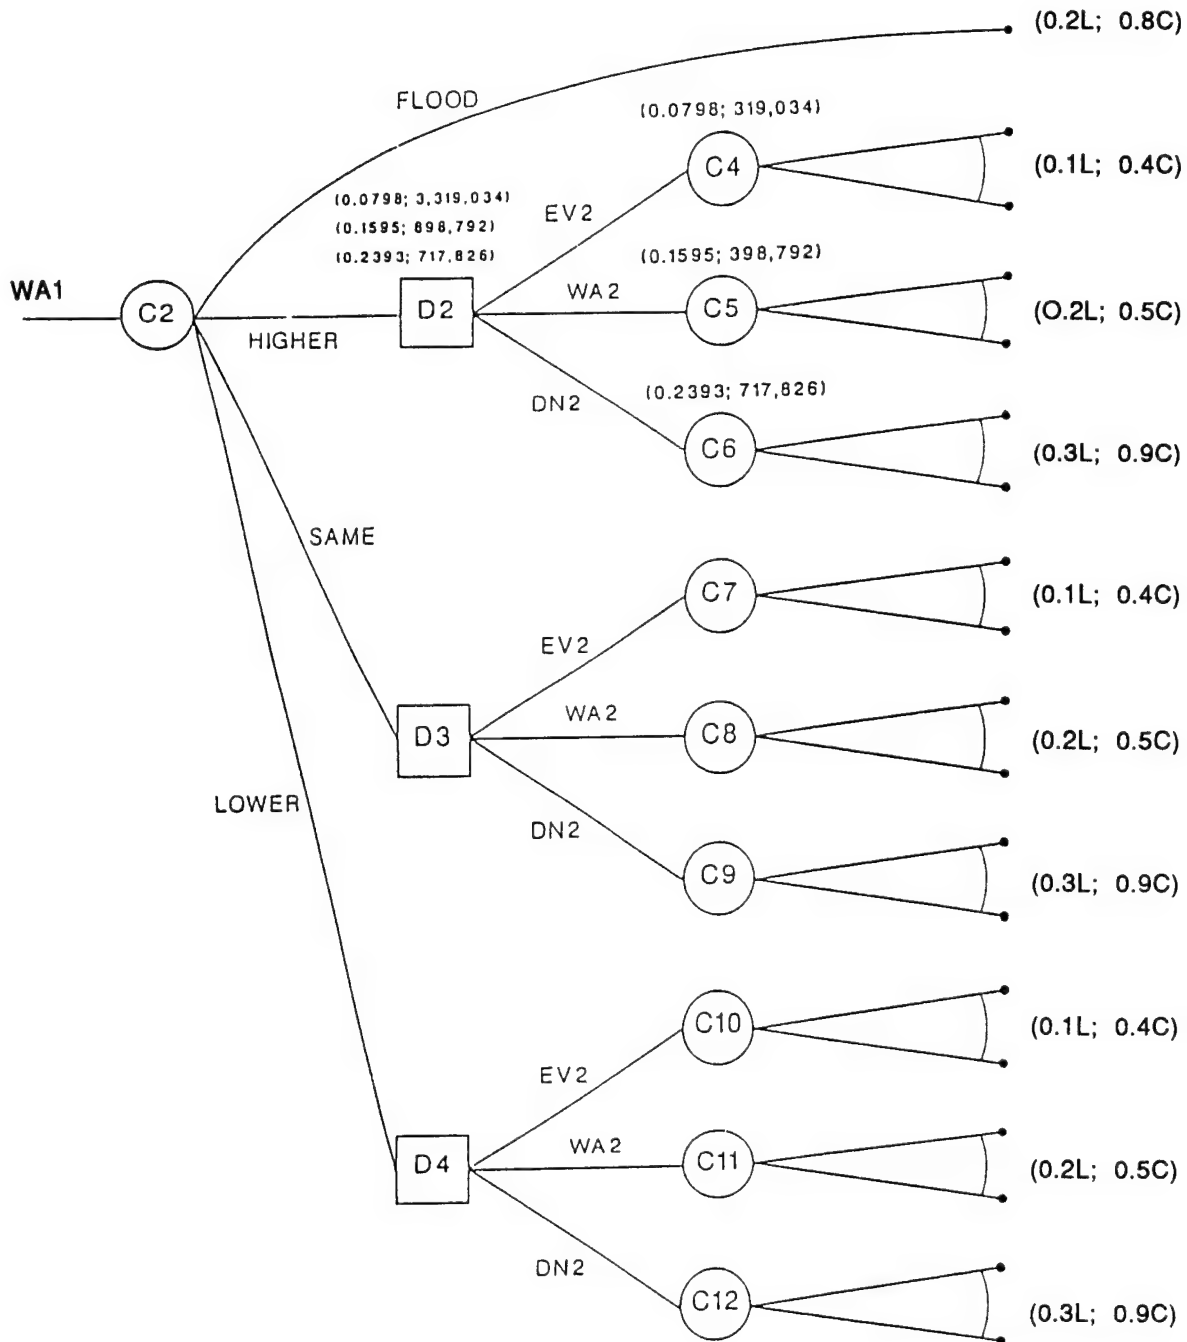 (0.2L; 0.8C)
FLOOD
(0.0798; 319,034)
C4
(0.1L; 0.4C)
(0.0798; 3,319,034)
(0.1595; 898,792)
(0.2393; 717,826)
EV2
(0.1595; 398,792)
WA1
C2
HIGHER
D2
WA2
C5
(O.2L; 0.5C)
DN2
(0.2393; 717,826)
C6
(0.3L; 0.9C)
SAME
EV2
C7
(0.1L; 0.4C)
D3
WA2
C8
(0.2L; 0.5C)
LOWER
DN2
C9
(0.3L; 0.9C)
EV2
C10
(0.1L; 0.4C)
D4
WA2
C11
(0.2L; 0.5C)
DN2
C12
(0.3L; 0.9C)